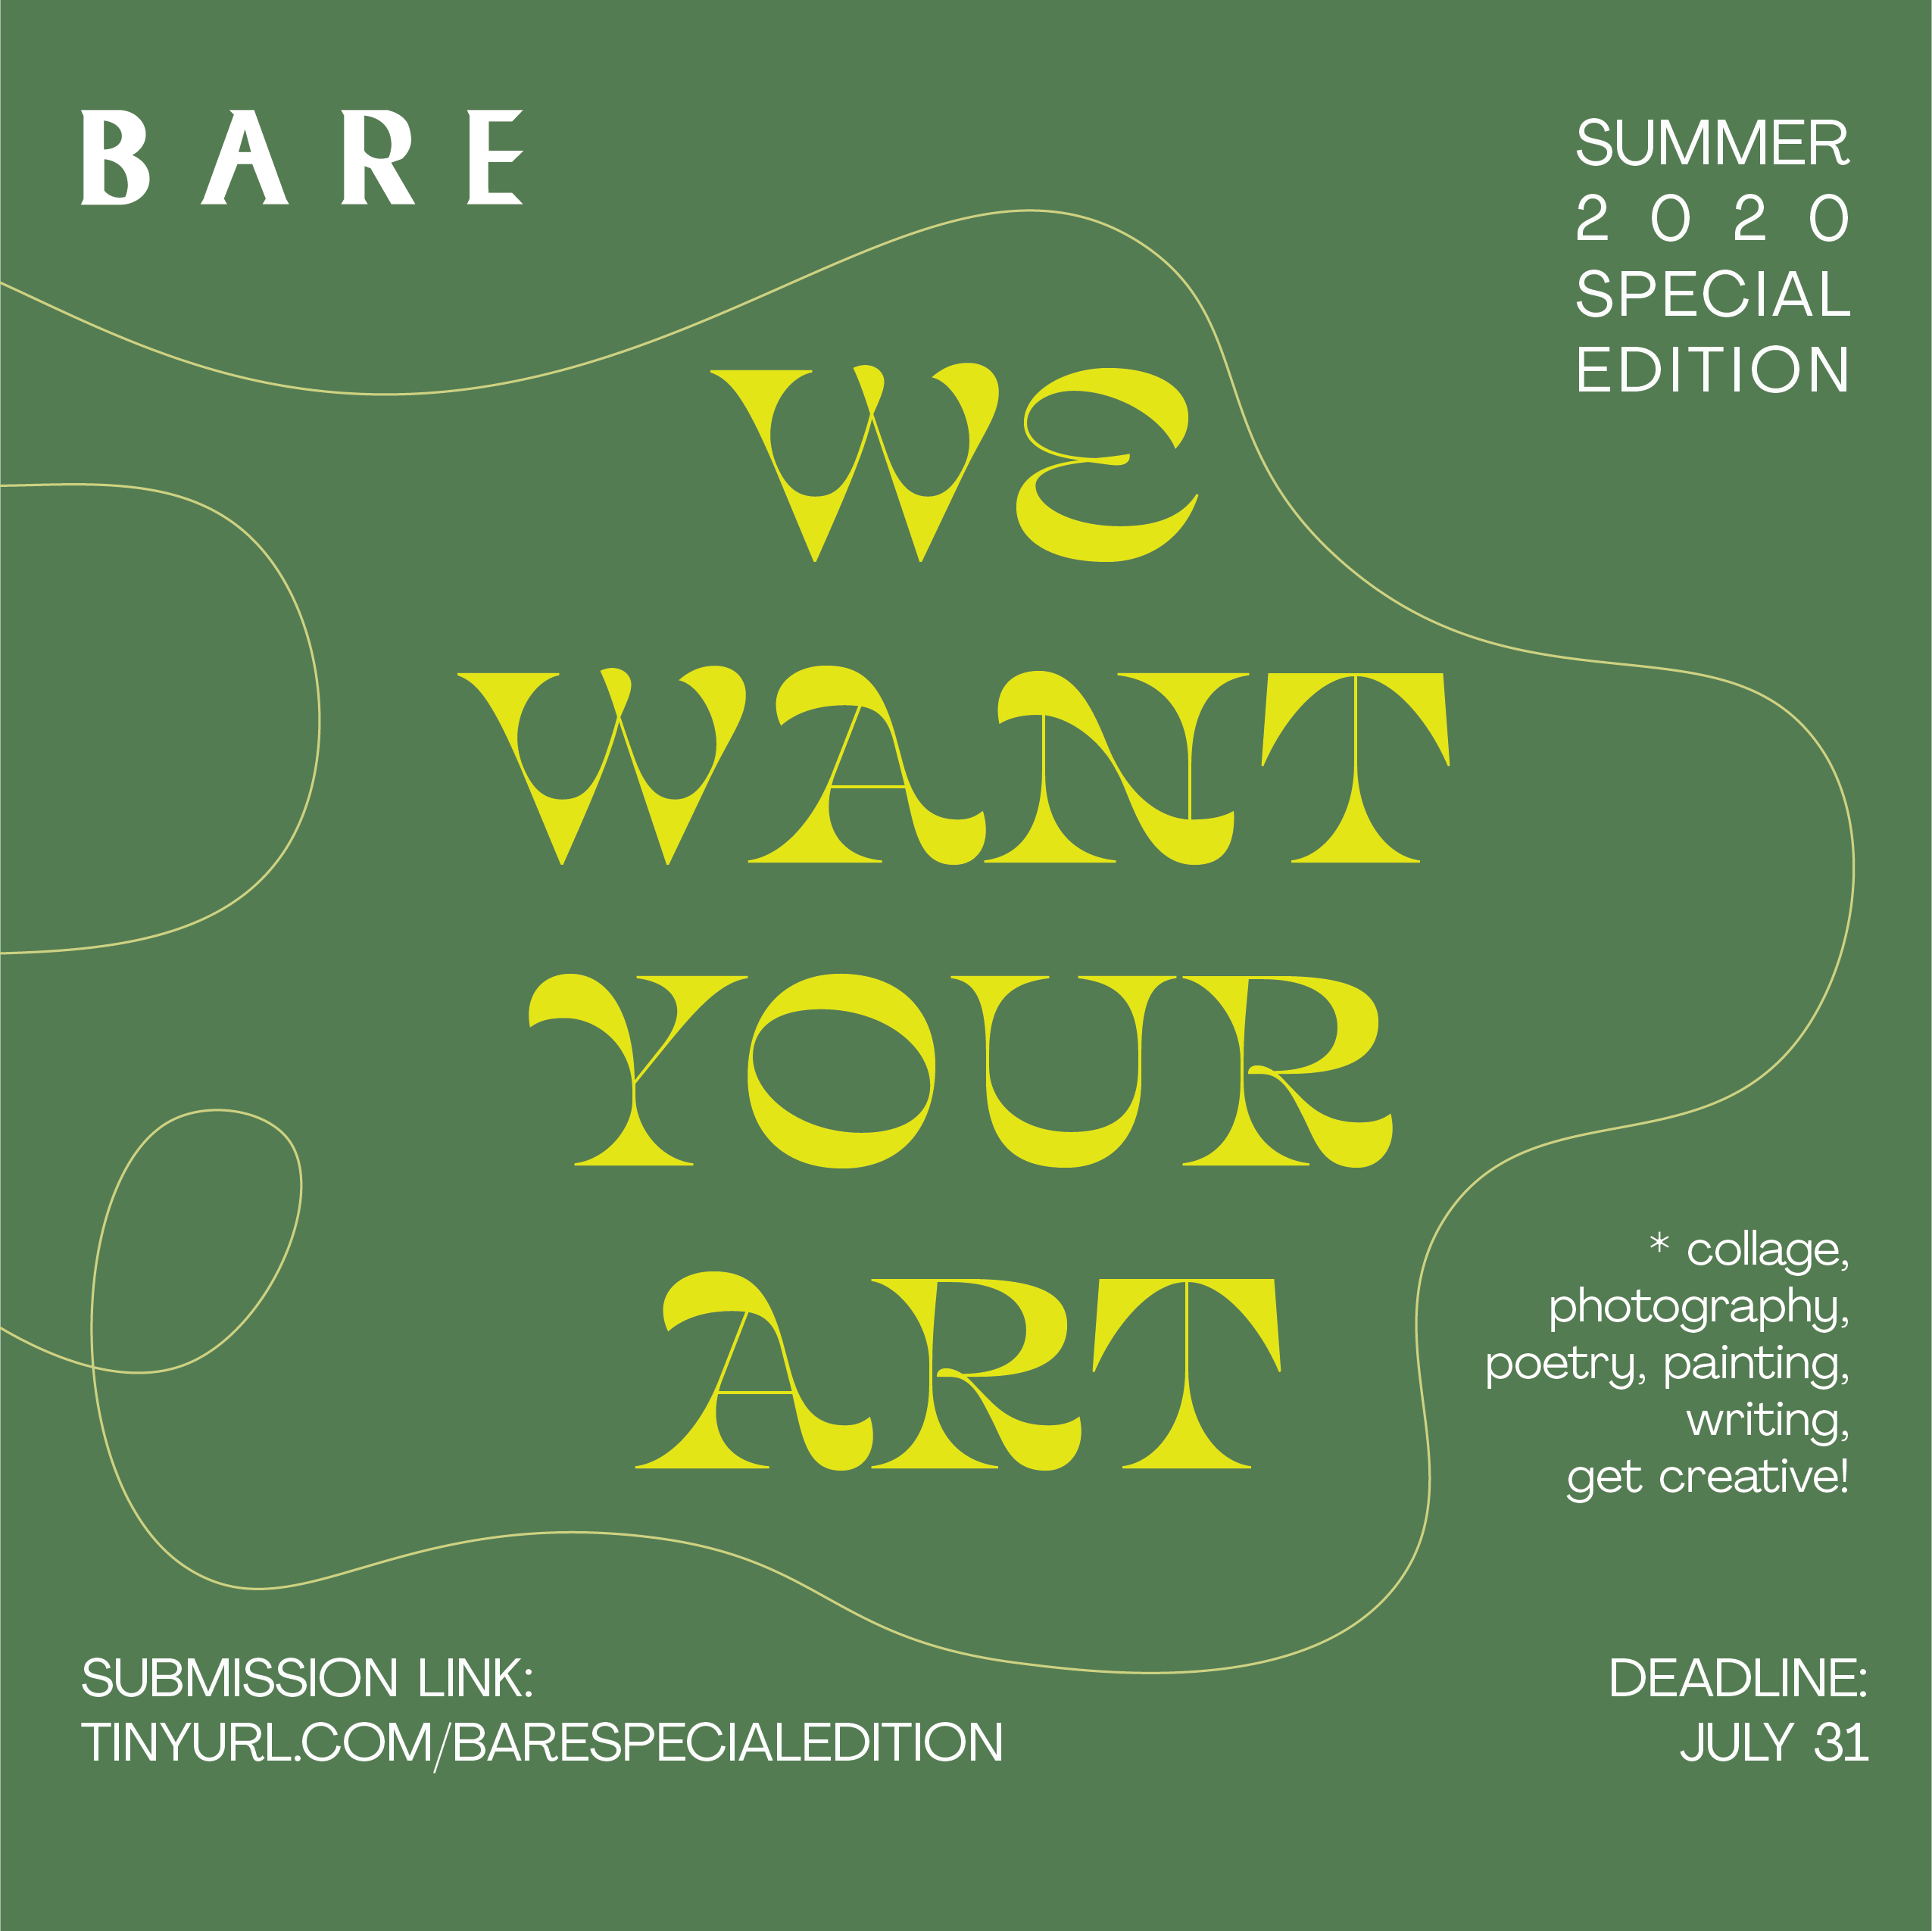 BARE
SUMMER
2020
SPECIAL
EDITION
WE
WANT
YOUR
ART
* collage,
photography,
poetry, painting,
writing,
get creative!
SUBMISSION LINK:
TINYURL.COM/BARESPECIALEDITION
DEADLINE:
JULY 31